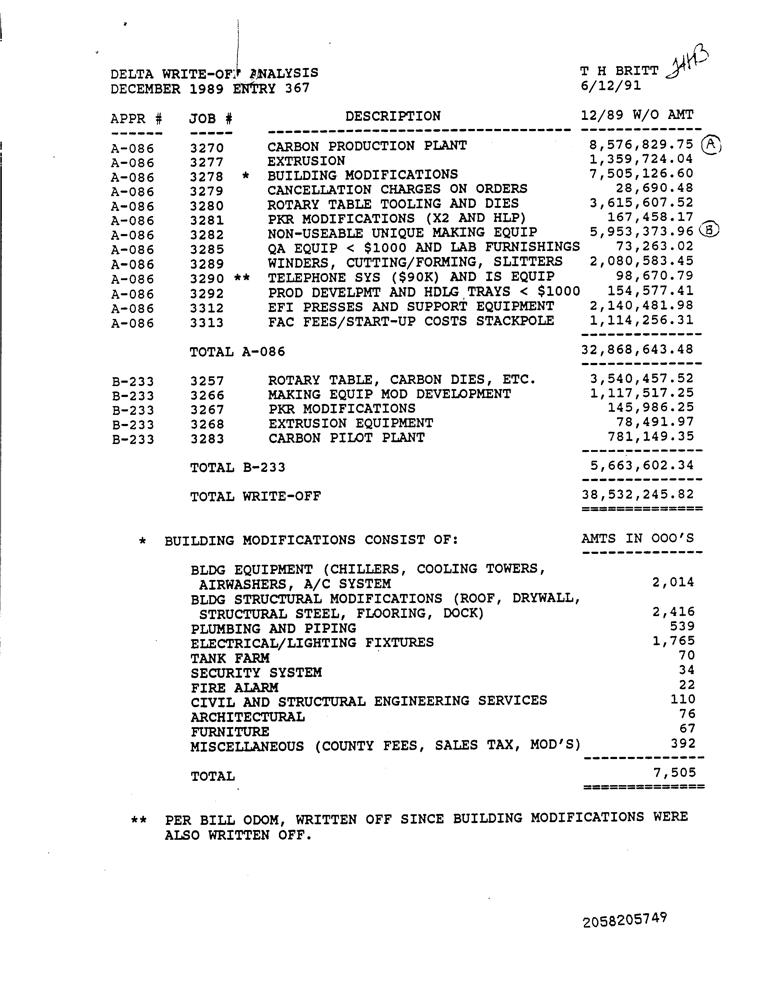 DELTA WRITE-OFF ANALYSIS T H BRITT
DECEMBER 1989 ENTRY 367 6/12/91
APPR # JOB # DESCRIPTION 12/89 W/O AMT
A-086 3270 CARBON PRODUCTION PLANT 8,576,829.75 A
A-086 3277 EXTRUSION 1,359,724.04
A-086 3278 * BUILDING MODIFICATIONS 7,505,126.60
A-086 3279 CANCELLATION CHARGES ON ORDERS 28,690.48
A-086 3280 ROTARY TABLE TOOLING AND DIES 3,615,607.52
A-086 3281 PKR MODIFICATIONS (X2 AND HLP) 167,458.17
A-086 3282 NON-USEABLE UNIQUE MAKING EQUIP 5,953,373.96 B
A-086 3285 QA EQUIP < $1000 AND LAB FURNISHINGS 73,263.02
A-086 3289 WINDERS, CUTTING/FORMING, SLITTERS 2,080,583.45
A-086 3290 ** TELEPHONE SYS ($90K) AND IS EQUIP 98,670.79
A-086 3292 PROD DEVELPMT AND HDLG TRAYS < $1000 154,577.41
A-086 3312 EFI PRESSES AND SUPPORT EQUIPMENT 2,140,481.98
A-086 3313 FAC FEES/START-UP COSTS STACKPOLE 1,114,256.31
TOTAL A-086 32,868,643.48
B-233 3257 ROTARY TABLE, CARBON DIES, ETC. 3,540,457.52
B-233 3266 MAKING EQUIP MOD DEVELOPMENT 1,117,517.25
B-233 3267 PKR MODIFICATIONS 145,986.25
B-233 3268 EXTRUSION EQUIPMENT 78,491.97
B-233 3283 CARBON PILOT PLANT 781,149.35
TOTAL B-233 5,663,602.34
TOTAL WRITE-OFF 38,532,245.82
* BUILDING MODIFICATIONS CONSIST OF: AMTS IN OOO'S
BLDG EQUIPMENT (CHILLERS, COOLING TOWERS,
AIRWASHERS, A/C SYSTEM 2,014
BLDG STRUCTURAL MODIFICATIONS (ROOF, DRYWALL,
STRUCTURAL STEEL, FLOORING, DOCK) 2,416
PLUMBING AND PIPING 539
ELECTRICAL/LIGHTING FIXTURES 1,765
TANK FARM 70
SECURITY SYSTEM 34
FIRE ALARM 22
CIVIL AND STRUCTURAL ENGINEERING SERVICES 110
ARCHITECTURAL 76
FURNITURE 67
MISCELLANEOUS (COUNTY FEES, SALES TAX, MOD'S) 392
TOTAL 7,505
** PER BILL ODOM, WRITTEN OFF SINCE BUILDING MODIFICATIONS WERE
ALSO WRITTEN OFF.
2058205749